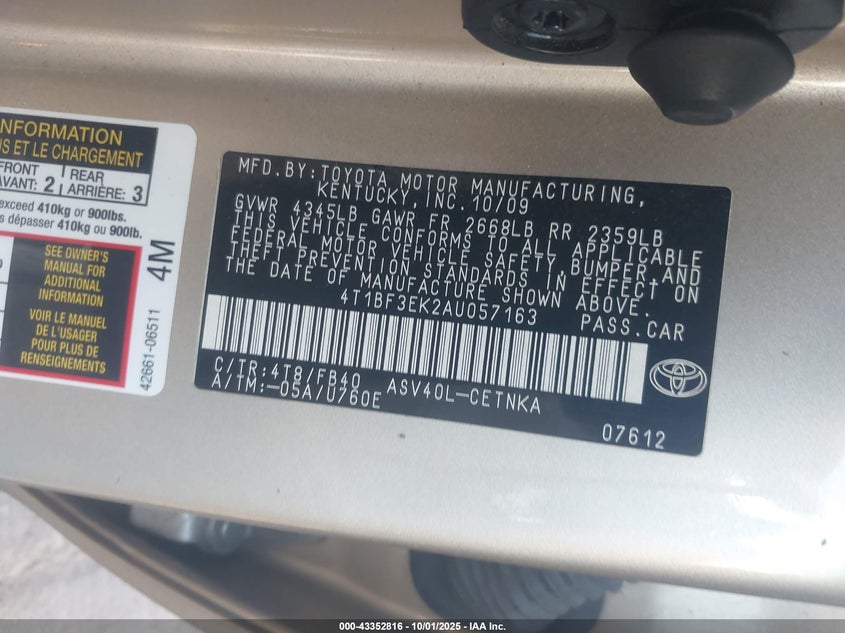 INFORMATION
S ET LE CHARGEMENT
FRONT
AVANT: 2
REAR
ARRIÈRE: 3
exceed 410kg or 900lbs.
s dépasser 410kg ou 900lb.
SEE OWNER'S
MANUAL FOR
ADDITIONAL
INFORMATION
VOIR LE MANUEL
DE L'USAGER
POUR PLUS DE
RENSEIGNEMENTS
4M
42661-06511
MFD.BY:TOYOTA MOTOR MANUFACTURING,
KENTUCKY,INC. 10/09
GVWR 4345LB GAWR FR 2668LB RR 2359LB
THIS VEHICLE CONFORMS TO ALL APPLICABLE
FEDERAL MOTOR VEHICLE SAFETY,BUMPER,AND
THEFT PREVENTION STANDARDS IN EFFECT ON
THE DATE OF MANUFACTURE SHOWN ABOVE.
4T1BF3EK2AU057163 PASS.CAR
C/TR:4T8/FB40 ASV40L-CETNKA
A/TM:-05A/U760E
07612
000-43352816 - 10/01/2025 - IAA Inc.